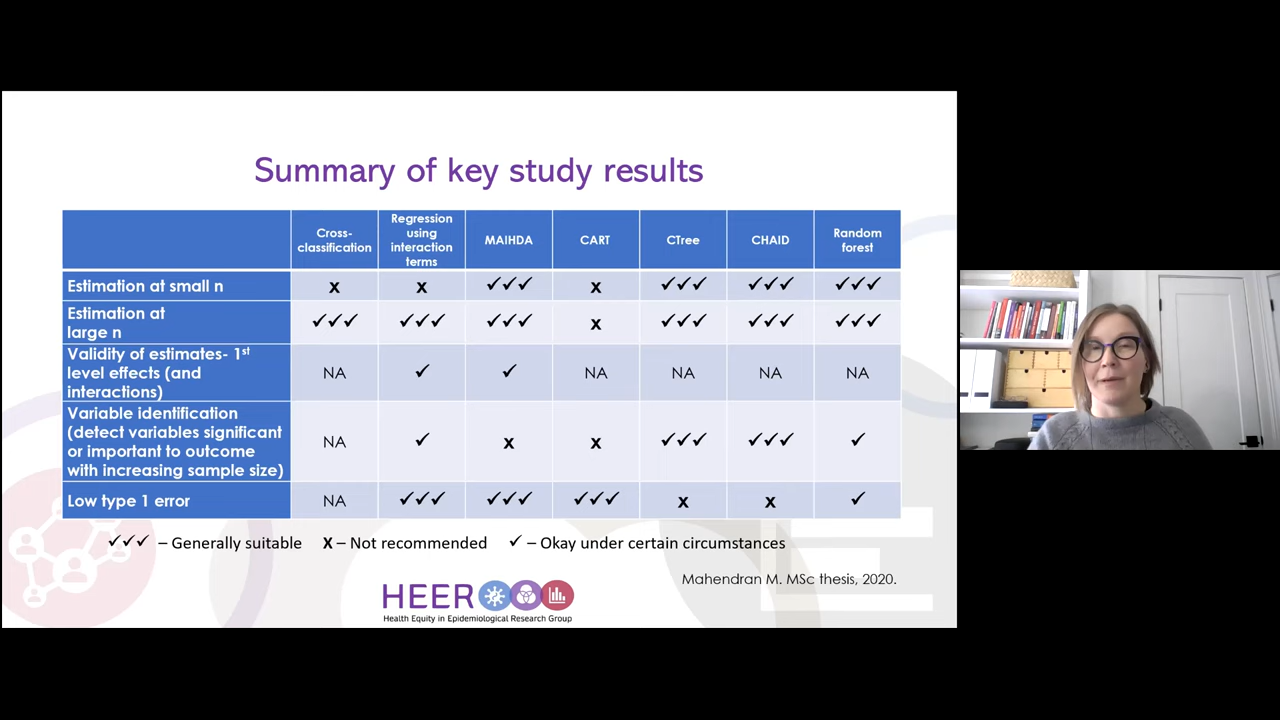 Summary of key study results
Cross-
classification
Regression
using
interaction
terms
MAIHDA
CART
CTree
CHAID
Random
forest
Estimation at small n
x
x
✓✓✓
x
✓✓✓
✓✓✓
✓✓✓
Estimation at
large n
✓✓✓
✓✓✓
✓✓✓
x
✓✓✓
✓✓✓
✓✓✓
Validity of estimates- 1st
level effects (and
interactions)
NA
✓
✓
NA
NA
NA
NA
Variable identification
(detect variables significant
or important to outcome
with increasing sample size)
NA
✓
x
x
✓✓✓
✓✓✓
✓
Low type 1 error
NA
✓✓✓
✓✓✓
✓✓✓
x
x
✓
✓✓✓ – Generally suitable X – Not recommended ✓ – Okay under certain circumstances
Mahendran M. MSc thesis, 2020.
HEER
Health Equity in Epidemiological Research Group